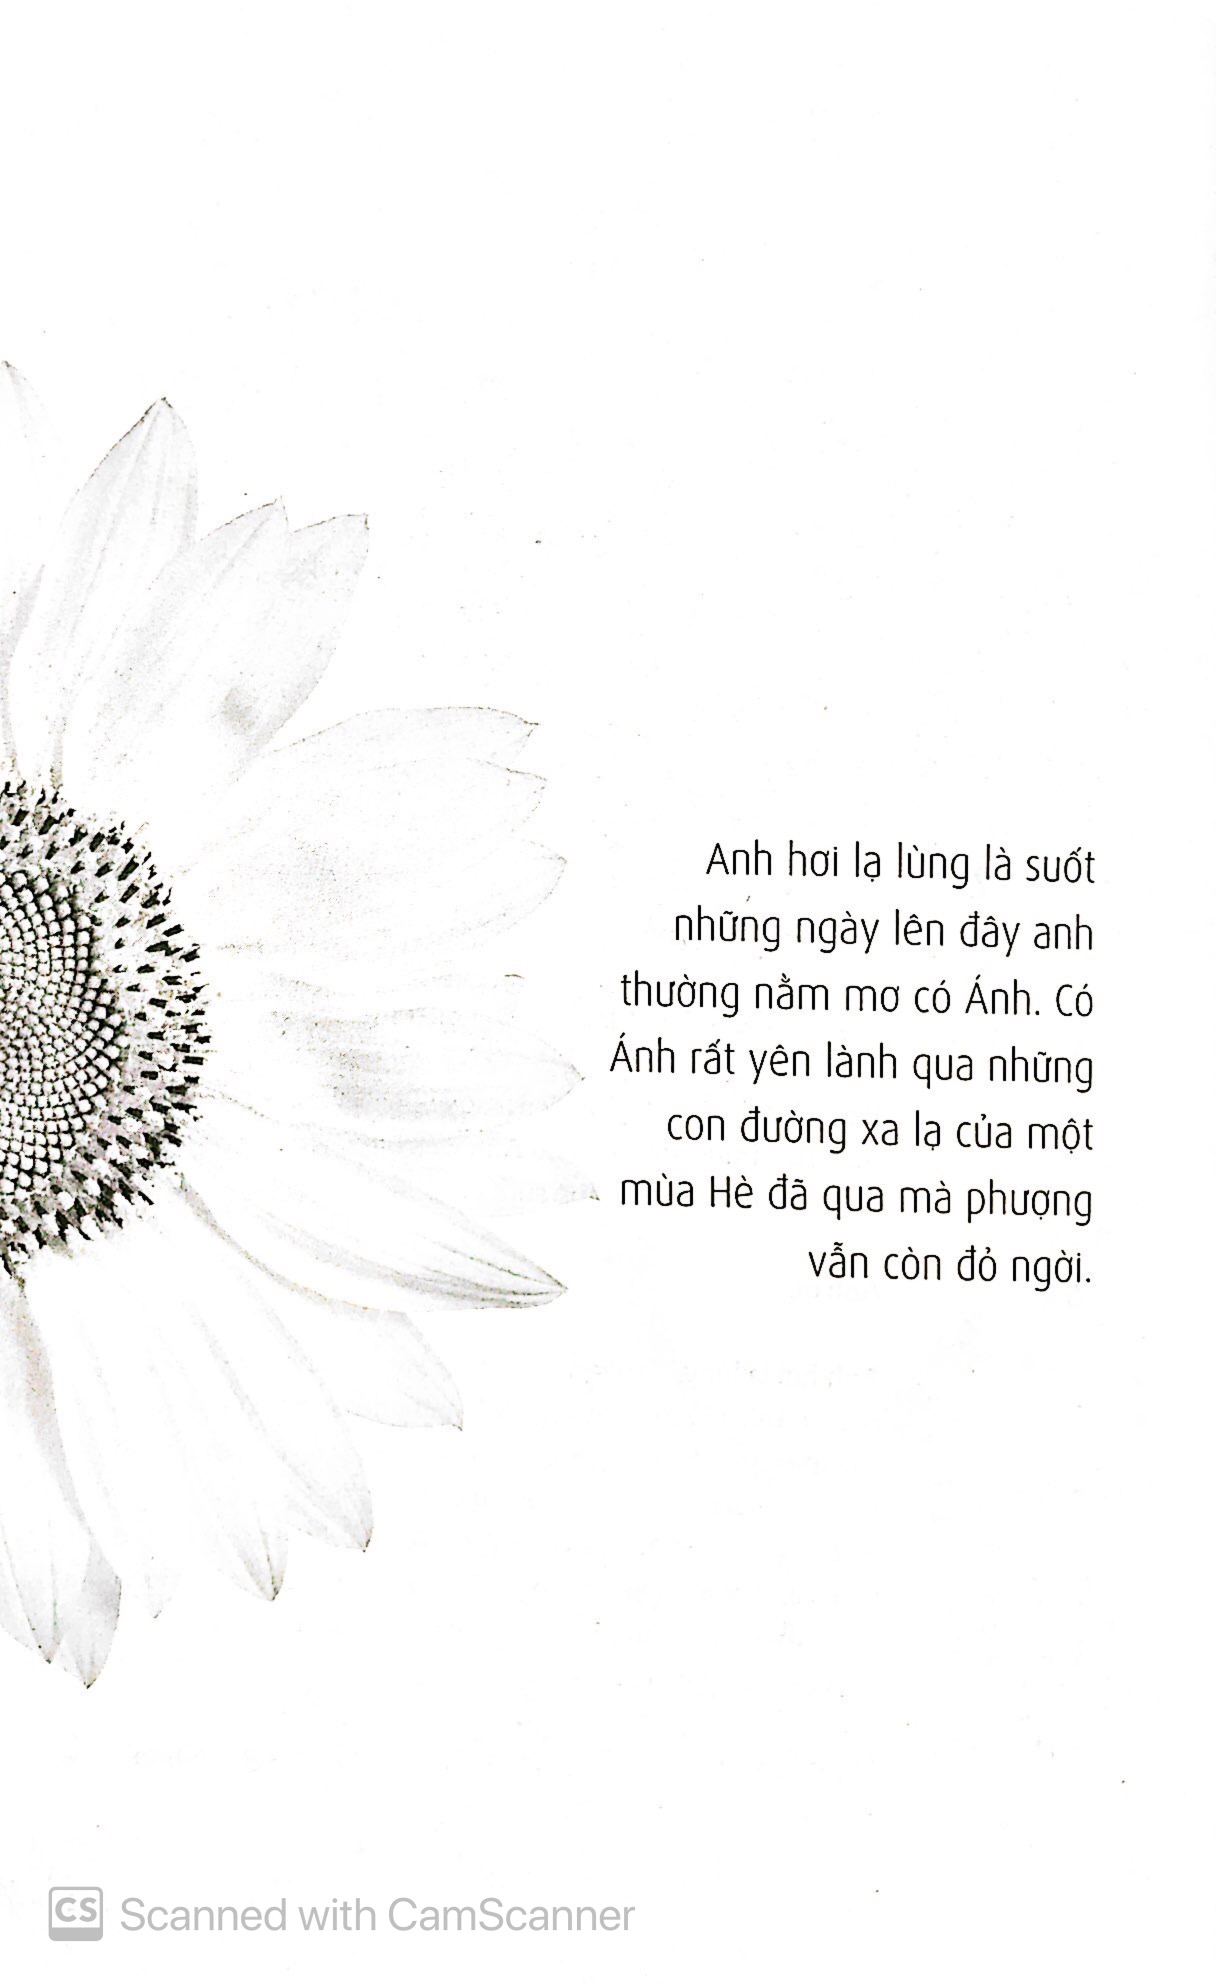 Anh hơi lạ lùng là suốt
những ngày lên đây anh
thường nằm mơ có Ánh. Có
Ánh rất yên lành qua những
con đường xa lạ của một
mùa Hè đã qua mà phượng
vẫn còn đỏ ngời.
CS Scanned with CamScanner